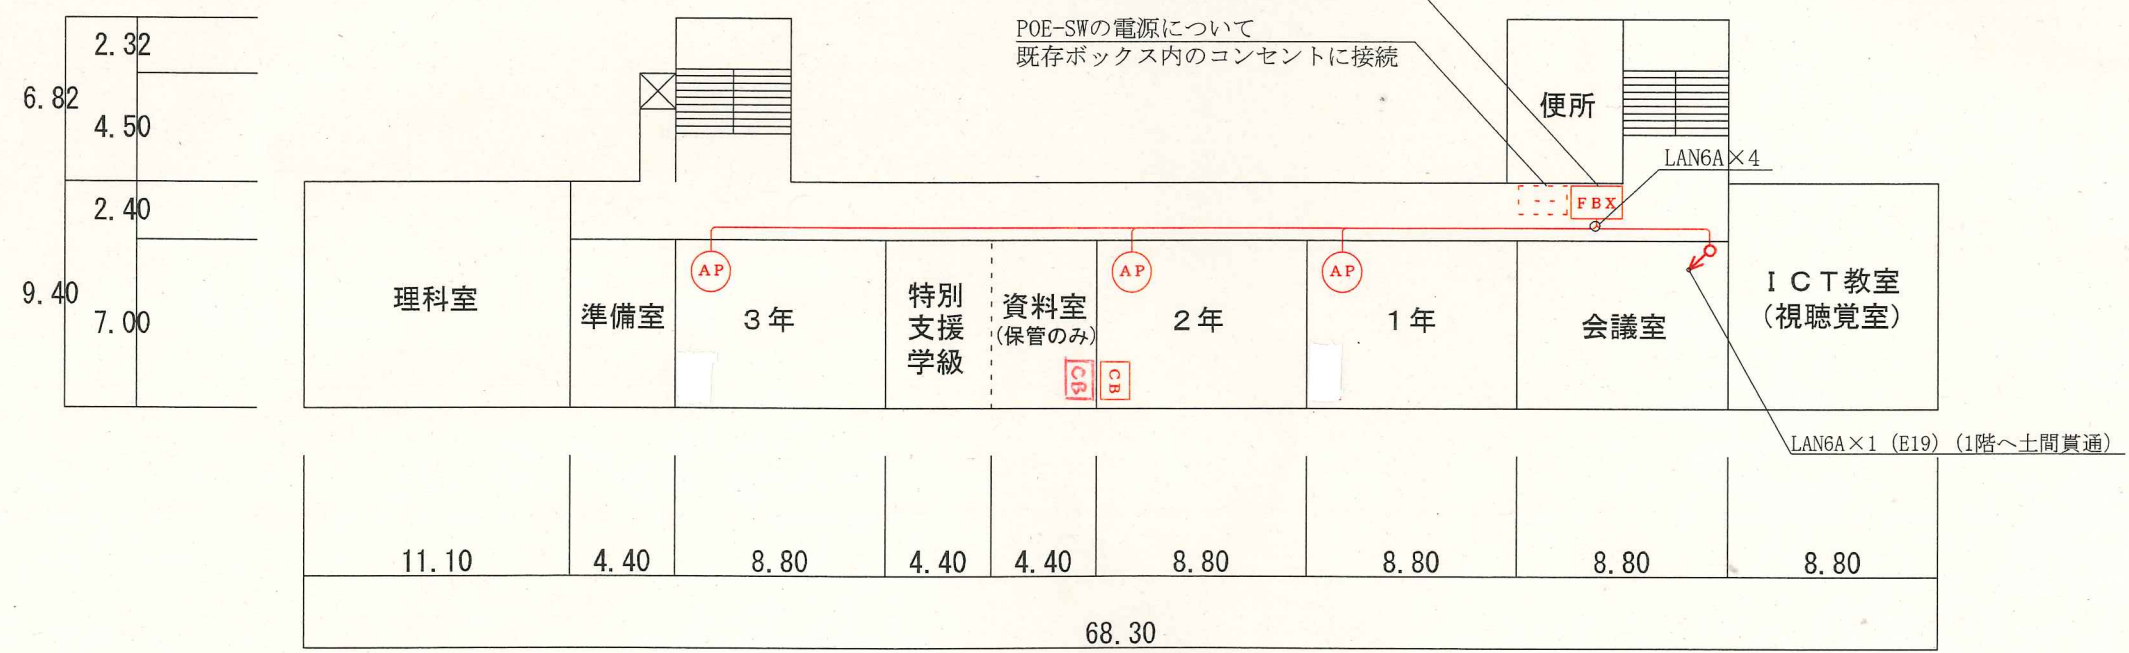 POE-SWの電源について
既存ボックス内のコンセントに接続
2.32
6.82
4.50
2.40
9.40
7.00
便所
LAN6A×4
FBX
AP
AP
AP
理科室
準備室
3年
特別
支援
学級
資料室
(保管のみ)
2年
1年
会議室
ICT教室
(視聴覚室)
CB
CB
LAN6A×1 (E19) (1階へ土間貫通)
11.10
4.40
8.80
4.40
4.40
8.80
8.80
8.80
8.80
68.30